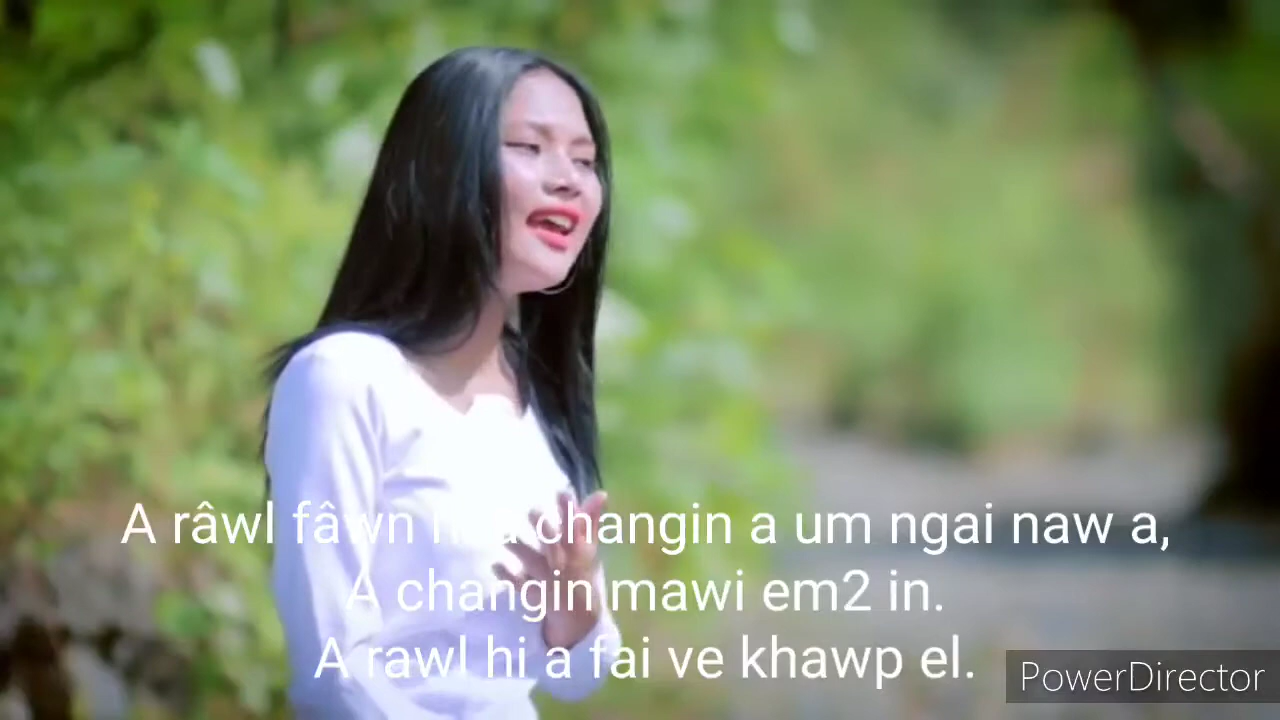 A râwl fâwn changin a um ngai naw a,
A changin mawi em2 in.
A rawl hi a fai ve khawp el.
PowerDirector